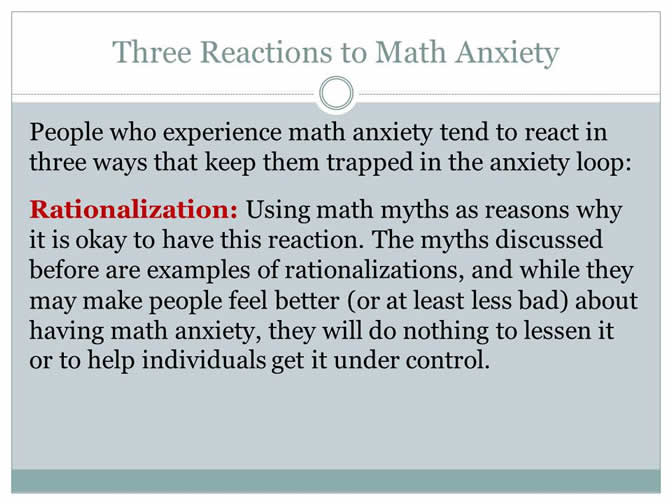 Three Reactions to Math Anxiety
People who experience math anxiety tend to react in
three ways that keep them trapped in the anxiety loop:
Rationalization: Using math myths as reasons why
it is okay to have this reaction. The myths discussed
before are examples of rationalizations, and while they
may make people feel better (or at least less bad) about
having math anxiety, they will do nothing to lessen it
or to help individuals get it under control.